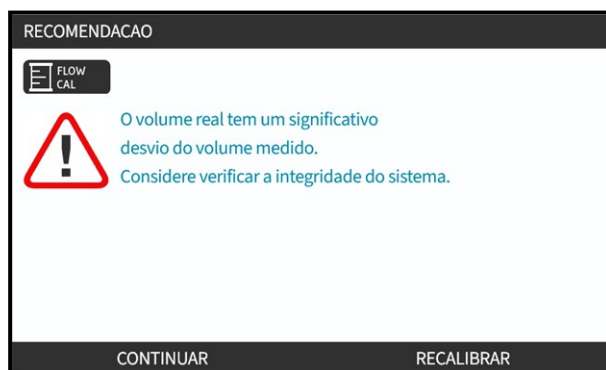 RECOMENDACAO
FLOW
CAL
O volume real tem um significativo
desvio do volume medido.
Considere verificar a integridade do sistema.
CONTINUAR RECALIBRAR